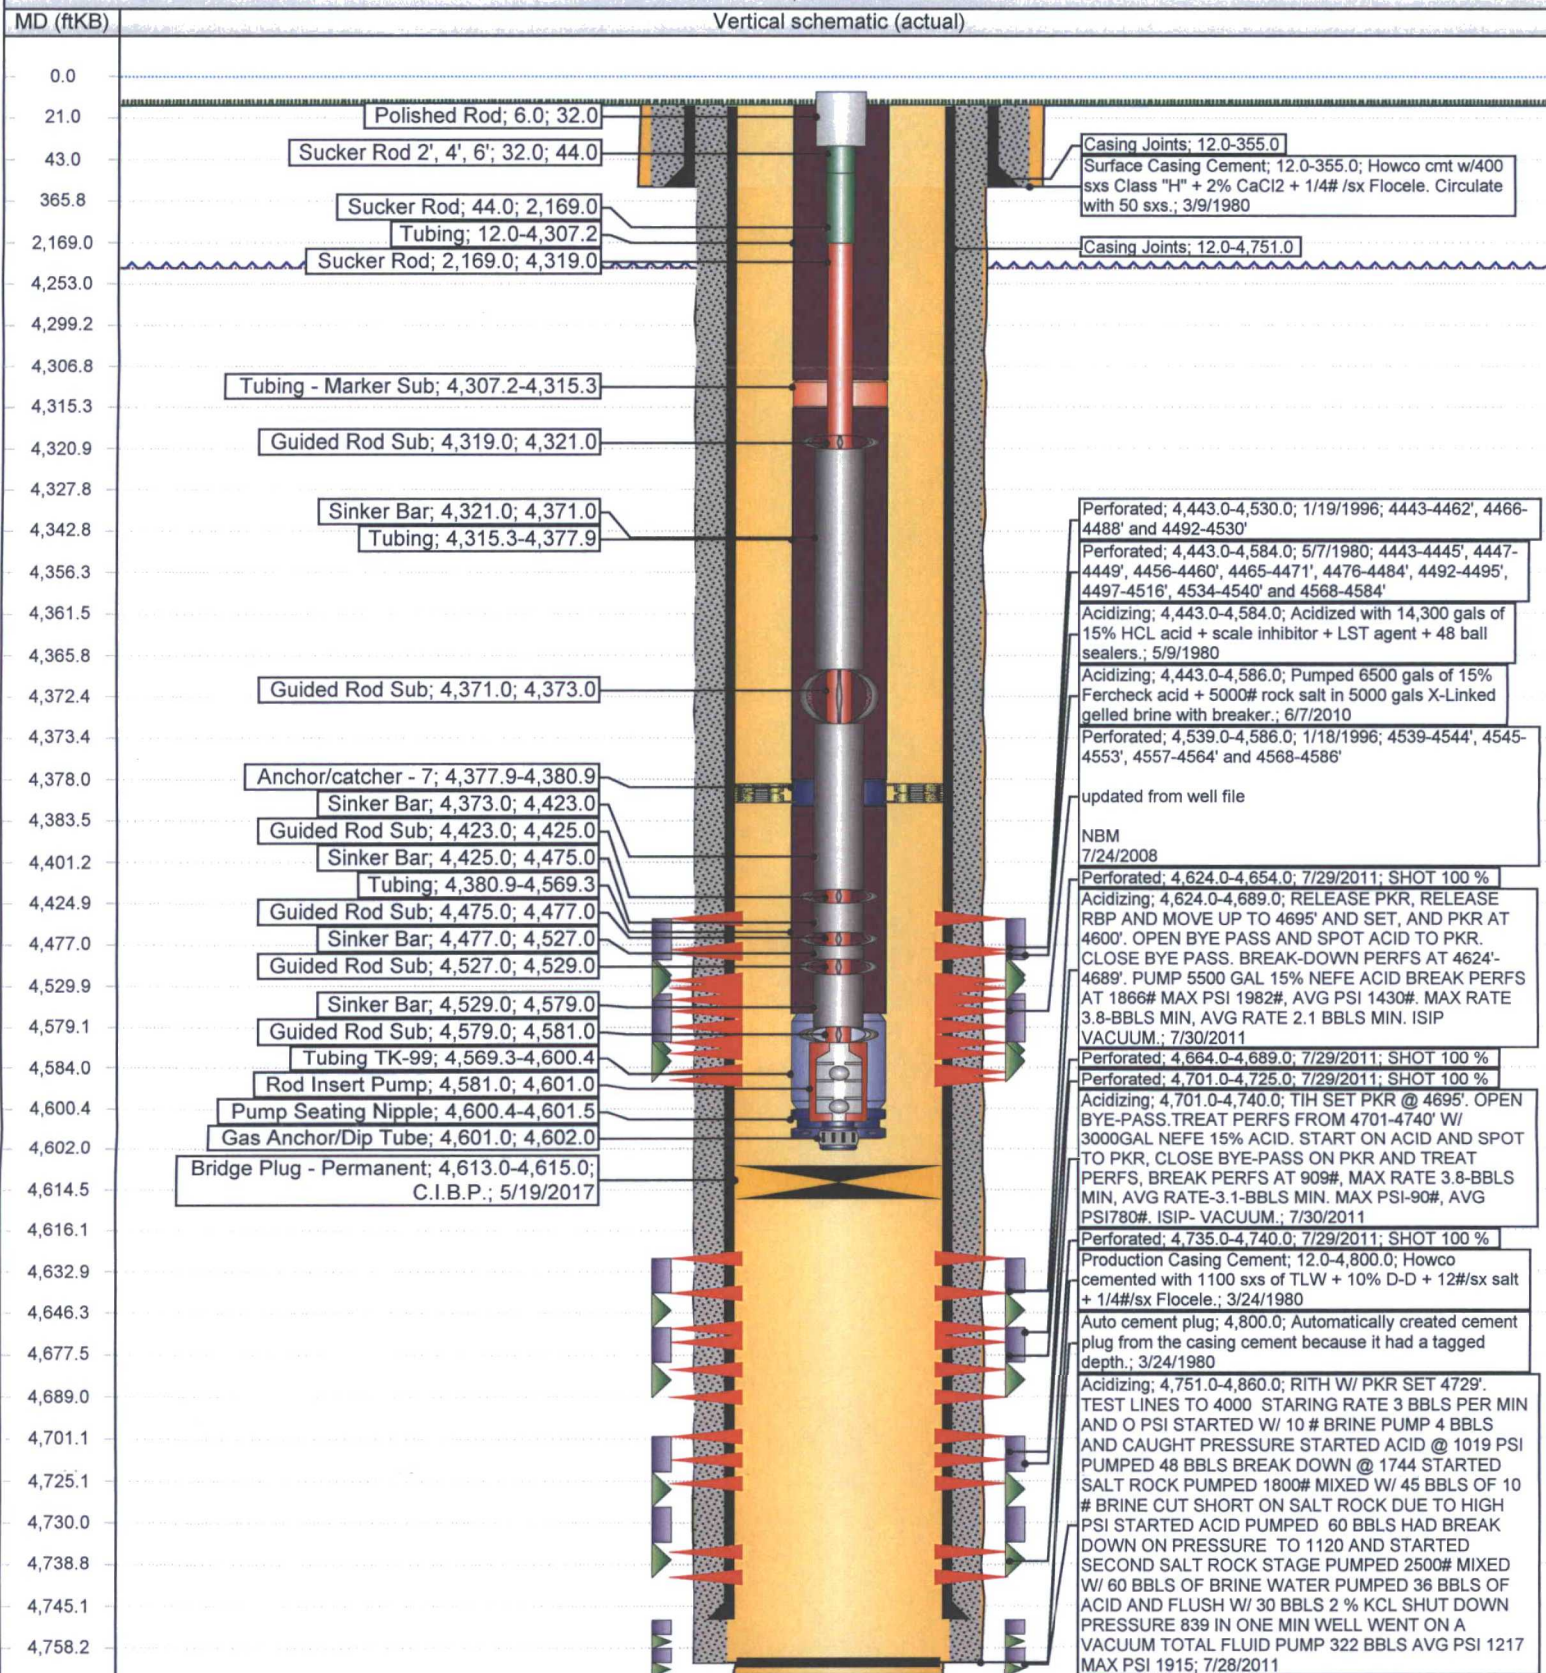 MD (ftKB)
Vertical schematic (actual)
0.0
21.0
43.0
365.8
2,169.0
4,253.0
4,299.2
4,306.8
4,315.3
4,320.9
4,327.8
4,342.8
4,356.3
4,361.5
4,365.8
4,372.4
4,373.4
4,378.0
4,383.5
4,401.2
4,424.9
4,477.0
4,529.9
4,579.1
4,584.0
4,600.4
4,602.0
4,614.5
4,616.1
4,632.9
4,646.3
4,677.5
4,689.0
4,701.1
4,725.1
4,730.0
4,738.8
4,745.1
4,758.2
Polished Rod; 6.0; 32.0
Sucker Rod 2', 4', 6'; 32.0; 44.0
Sucker Rod; 44.0; 2,169.0
Tubing; 12.0-4,307.2
Sucker Rod; 2,169.0; 4,319.0
Tubing - Marker Sub; 4,307.2-4,315.3
Guided Rod Sub; 4,319.0; 4,321.0
Sinker Bar; 4,321.0; 4,371.0
Tubing; 4,315.3-4,377.9
Guided Rod Sub; 4,371.0; 4,373.0
Anchor/catcher - 7; 4,377.9-4,380.9
Sinker Bar; 4,373.0; 4,423.0
Guided Rod Sub; 4,423.0; 4,425.0
Sinker Bar; 4,425.0; 4,475.0
Tubing; 4,380.9-4,569.3
Guided Rod Sub; 4,475.0; 4,477.0
Sinker Bar; 4,477.0; 4,527.0
Guided Rod Sub; 4,527.0; 4,529.0
Sinker Bar; 4,529.0; 4,579.0
Guided Rod Sub; 4,579.0; 4,581.0
Tubing TK-99; 4,569.3-4,600.4
Rod Insert Pump; 4,581.0; 4,601.0
Pump Seating Nipple; 4,600.4-4,601.5
Gas Anchor/Dip Tube; 4,601.0; 4,602.0
Bridge Plug - Permanent; 4,613.0-4,615.0;
C.I.B.P.; 5/19/2017
Casing Joints; 12.0-355.0
Surface Casing Cement; 12.0-355.0; Howco cmt w/400
sxs Class "H" + 2% CaCl2 + 1/4# /sx Flocele. Circulate
with 50 sxs.; 3/9/1980
Casing Joints; 12.0-4,751.0
Perforated; 4,443.0-4,530.0; 1/19/1996; 4443-4462', 4466-
4488' and 4492-4530'
Perforated; 4,443.0-4,584.0; 5/7/1980; 4443-4445', 4447-
4449', 4456-4460', 4465-4471', 4476-4484', 4492-4495',
4497-4516', 4534-4540' and 4568-4584'
Acidizing; 4,443.0-4,584.0; Acidized with 14,300 gals of
15% HCL acid + scale inhibitor + LST agent + 48 ball
sealers.; 5/9/1980
Acidizing; 4,443.0-4,586.0; Pumped 6500 gals of 15%
Fercheck acid + 5000# rock salt in 5000 gals X-Linked
gelled brine with breaker.; 6/7/2010
Perforated; 4,539.0-4,586.0; 1/18/1996; 4539-4544', 4545-
4553', 4557-4564' and 4568-4586'
updated from well file
NBM
7/24/2008
Perforated; 4,624.0-4,654.0; 7/29/2011; SHOT 100 %
Acidizing; 4,624.0-4,689.0; RELEASE PKR, RELEASE
RBP AND MOVE UP TO 4695' AND SET, AND PKR AT
4600'. OPEN BYE PASS AND SPOT ACID TO PKR.
CLOSE BYE PASS. BREAK-DOWN PERFS AT 4624'-
4689'. PUMP 5500 GAL 15% NEFE ACID BREAK PERFS
AT 1866# MAX PSI 1982#, AVG PSI 1430#. MAX RATE
3.8-BBLS MIN, AVG RATE 2.1 BBLS MIN. ISIP
VACUUM.; 7/30/2011
Perforated; 4,664.0-4,689.0; 7/29/2011; SHOT 100 %
Perforated; 4,701.0-4,725.0; 7/29/2011; SHOT 100 %
Acidizing; 4,701.0-4,740.0; TIH SET PKR @ 4695'. OPEN
BYE-PASS.TREAT PERFS FROM 4701-4740' W/
3000GAL NEFE 15% ACID. START ON ACID AND SPOT
TO PKR, CLOSE BYE-PASS ON PKR AND TREAT
PERFS, BREAK PERFS AT 909#, MAX RATE 3.8-BBLS
MIN, AVG RATE-3.1-BBLS MIN. MAX PSI-90#, AVG
PSI780#. ISIP- VACUUM.; 7/30/2011
Perforated; 4,735.0-4,740.0; 7/29/2011; SHOT 100 %
Production Casing Cement; 12.0-4,800.0; Howco
cemented with 1100 sxs of TLW + 10% D-D + 12#/sx salt
+ 1/4#/sx Flocele.; 3/24/1980
Auto cement plug; 4,800.0; Automatically created cement
plug from the casing cement because it had a tagged
depth.; 3/24/1980
Acidizing; 4,751.0-4,860.0; RITH W/ PKR SET 4729'.
TEST LINES TO 4000 STARING RATE 3 BBLS PER MIN
AND O PSI STARTED W/ 10 # BRINE PUMP 4 BBLS
AND CAUGHT PRESSURE STARTED ACID @ 1019 PSI
PUMPED 48 BBLS BREAK DOWN @ 1744 STARTED
SALT ROCK PUMPED 1800# MIXED W/ 45 BBLS OF 10
# BRINE CUT SHORT ON SALT ROCK DUE TO HIGH
PSI STARTED ACID PUMPED 60 BBLS HAD BREAK
DOWN ON PRESSURE TO 1120 AND STARTED
SECOND SALT ROCK STAGE PUMPED 2500# MIXED
W/ 60 BBLS OF BRINE WATER PUMPED 36 BBLS OF
ACID AND FLUSH W/ 30 BBLS 2 % KCL SHUT DOWN
PRESSURE 839 IN ONE MIN WELL WENT ON A
VACUUM TOTAL FLUID PUMP 322 BBLS AVG PSI 1217
MAX PSI 1915; 7/28/2011